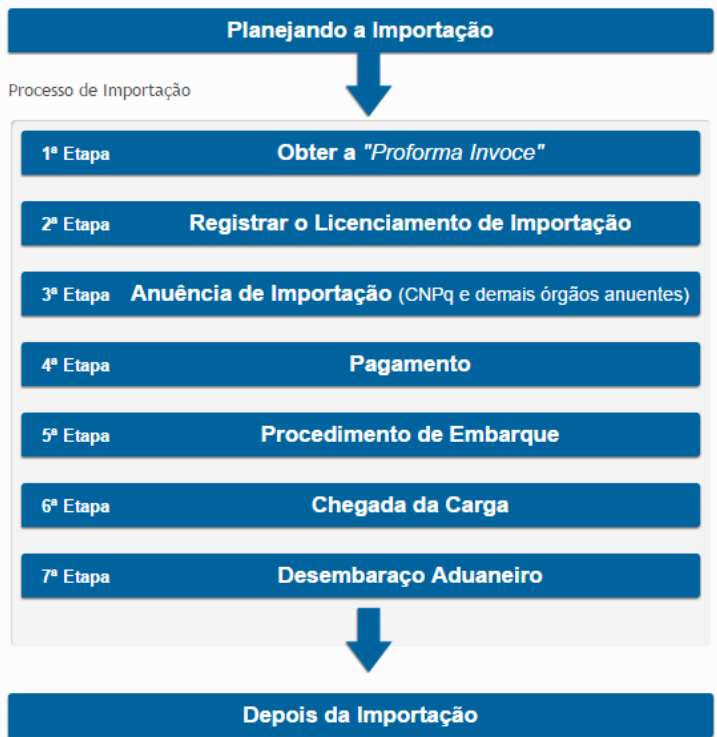 Planejando a Importação
Processo de Importação
1ª Etapa Obter a "Proforma Invoce"
2ª Etapa Registrar o Licenciamento de Importação
3ª Etapa Anuência de Importação (CNPq e demais órgãos anuentes)
4ª Etapa Pagamento
5ª Etapa Procedimento de Embarque
6ª Etapa Chegada da Carga
7ª Etapa Desembaraço Aduaneiro
Depois da Importação